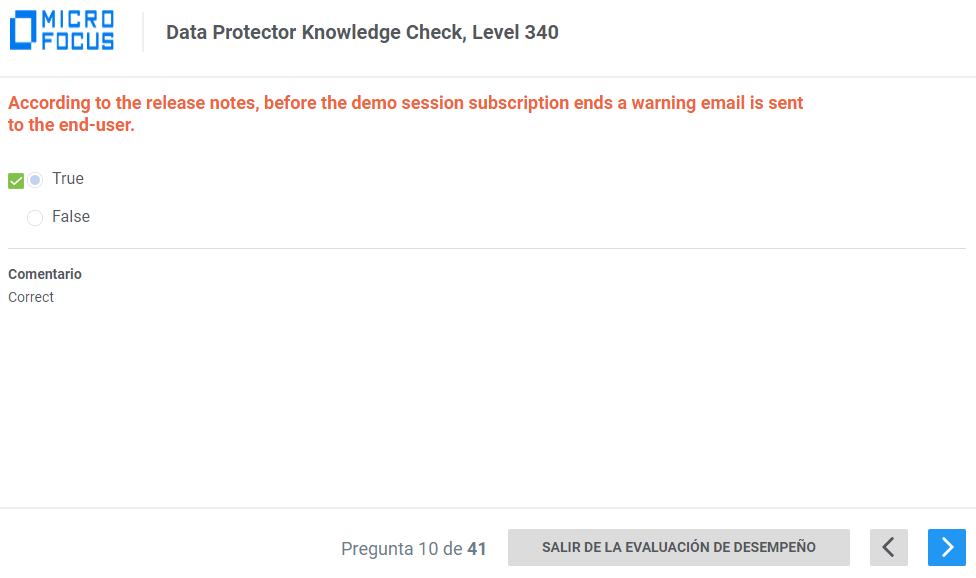 MICRO
FOCUS
Data Protector Knowledge Check, Level 340
According to the release notes, before the demo session subscription ends a warning email is sent
to the end-user.
True
False
Comentario
Correct
Pregunta 10 de 41
SALIR DE LA EVALUACIÓN DE DESEMPEÑO